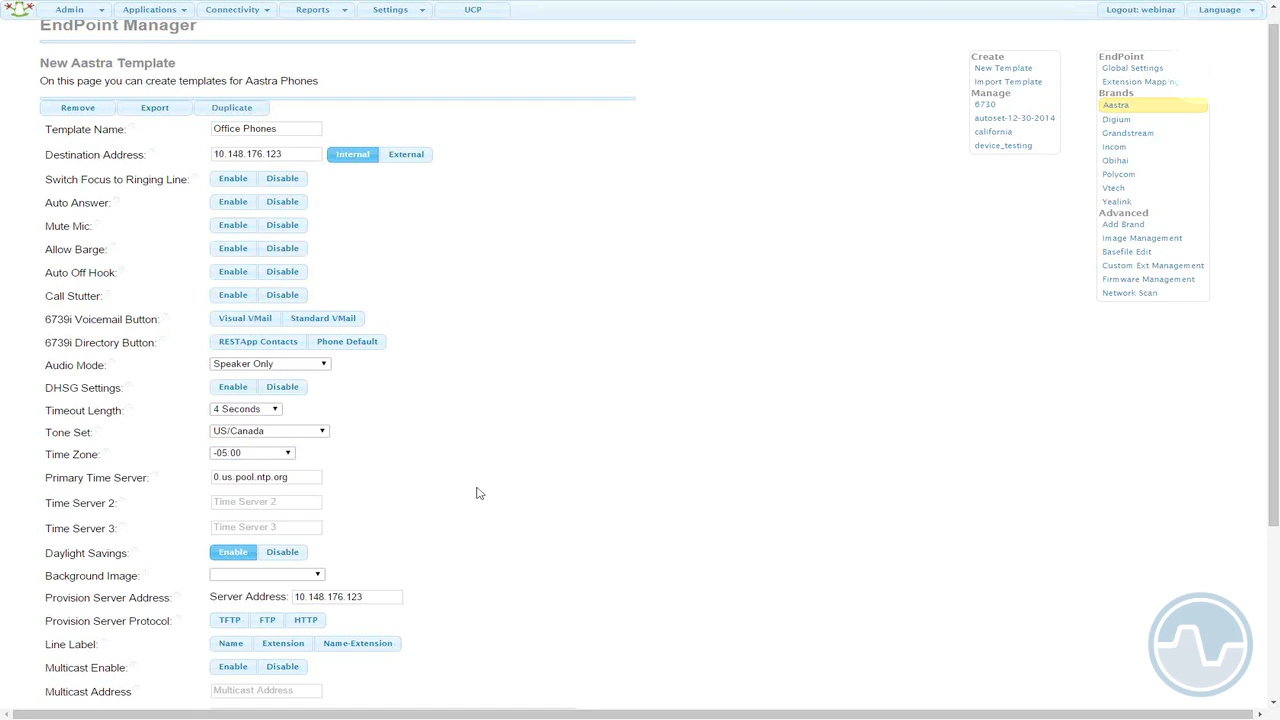 Admin Applications Connectivity Reports Settings UCP Logout: webinar Language
EndPoint Manager
New Aastra Template
On this page you can create templates for Aastra Phones
Remove Export Duplicate
Template Name: Office Phones
Destination Address: 10.148.176.123 Internal External
Switch Focus to Ringing Line: Enable Disable
Auto Answer: Enable Disable
Mute Mic: Enable Disable
Allow Barge: Enable Disable
Auto Off Hook: Enable Disable
Call Stutter: Enable Disable
6739i Voicemail Button: Visual VMail Standard VMail
6739i Directory Button: RESTApp Contacts Phone Default
Audio Mode: Speaker Only
DHSG Settings: Enable Disable
Timeout Length: 4 Seconds
Tone Set: US/Canada
Time Zone: -05:00
Primary Time Server: 0.us.pool.ntp.org
Time Server 2: Time Server 2
Time Server 3: Time Server 3
Daylight Savings: Enable Disable
Background Image:
Provision Server Address: Server Address: 10.148.176.123
Provision Server Protocol: TFTP FTP HTTP
Line Label: Name Extension Name-Extension
Multicast Enable: Enable Disable
Multicast Address Multicast Address
Create
New Template
Import Template
Manage
6730
autoset-12-30-2014
california
device_testing
EndPoint
Global Settings
Extension Mapping
Brands
Aastra
Digium
Grandstream
Incom
Obihai
Polycom
Vtech
Yealink
Advanced
Add Brand
Image Management
Basefile Edit
Custom Ext Management
Firmware Management
Network Scan